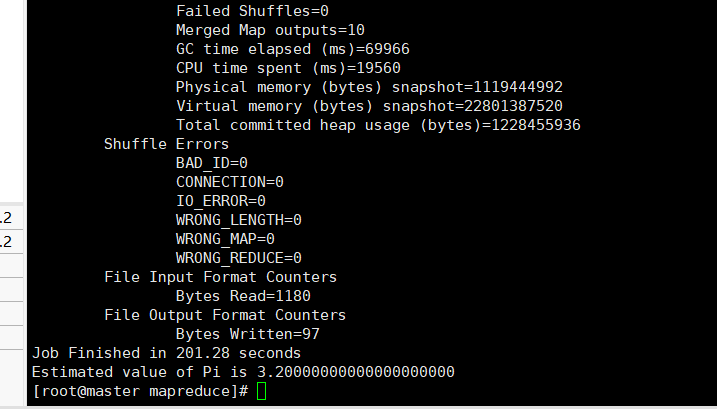 Failed Shuffles=0
Merged Map outputs=10
GC time elapsed (ms)=69966
CPU time spent (ms)=19560
Physical memory (bytes) snapshot=1119444992
Virtual memory (bytes) snapshot=22801387520
Total committed heap usage (bytes)=1228455936
Shuffle Errors
BAD_ID=0
CONNECTION=0
IO_ERROR=0
WRONG_LENGTH=0
WRONG_MAP=0
WRONG_REDUCE=0
File Input Format Counters
Bytes Read=1180
File Output Format Counters
Bytes Written=97
Job Finished in 201.28 seconds
Estimated value of Pi is 3.20000000000000000000
[root@master mapreduce]#
.2
.2